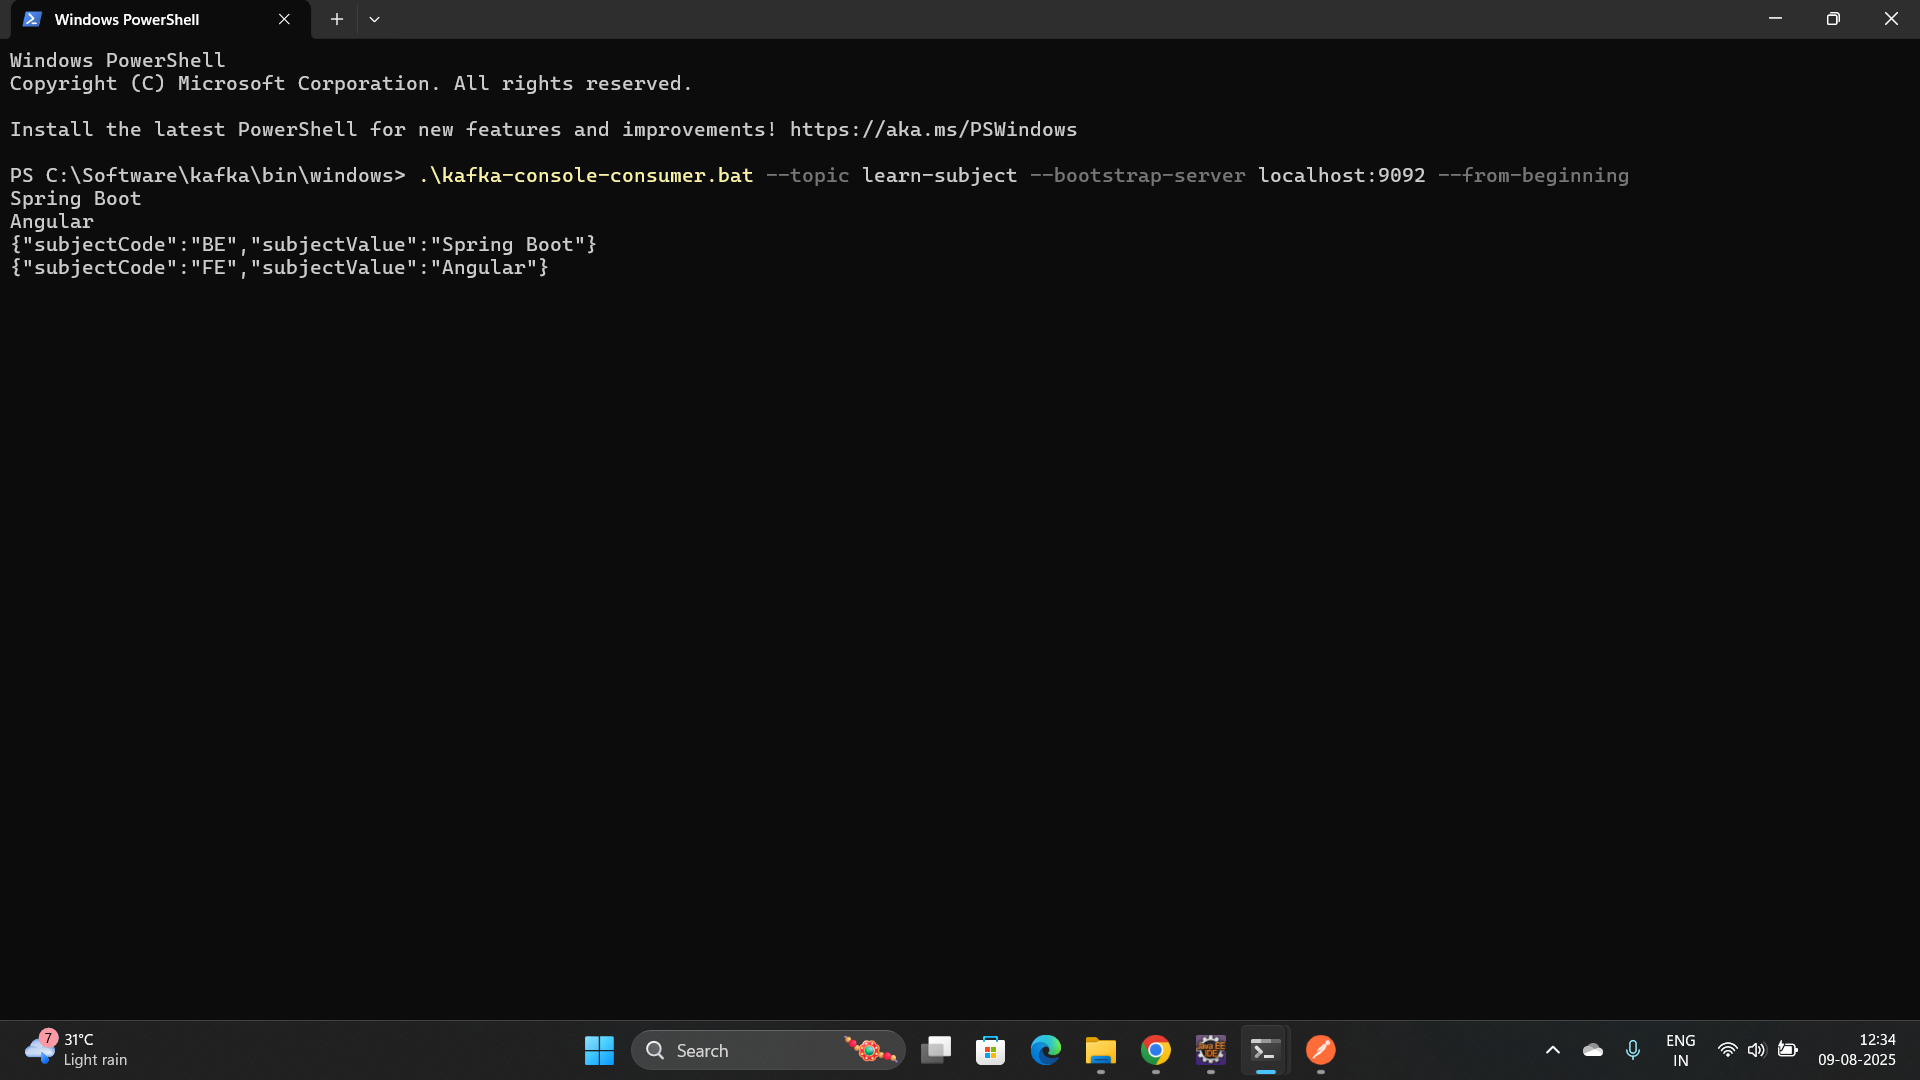 Windows PowerShell
Windows PowerShell
Copyright (C) Microsoft Corporation. All rights reserved.
Install the latest PowerShell for new features and improvements! https://aka.ms/PSWindows
PS C:\Software\kafka\bin\windows> .\kafka-console-consumer.bat --topic learn-subject --bootstrap-server localhost:9092 --from-beginning
Spring Boot
Angular
{"subjectCode":"BE","subjectValue":"Spring Boot"}
{"subjectCode":"FE","subjectValue":"Angular"}
7
31°C
Light rain
Search
Java EE
IDE
ENG
IN
12:34
09-08-2025